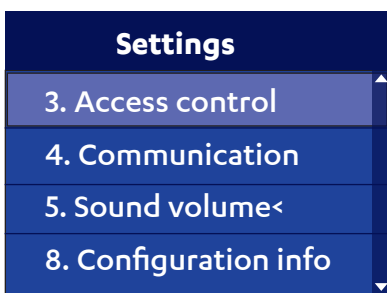 Settings
3. Access control
4. Communication
5. Sound volume<
8. Configuration info